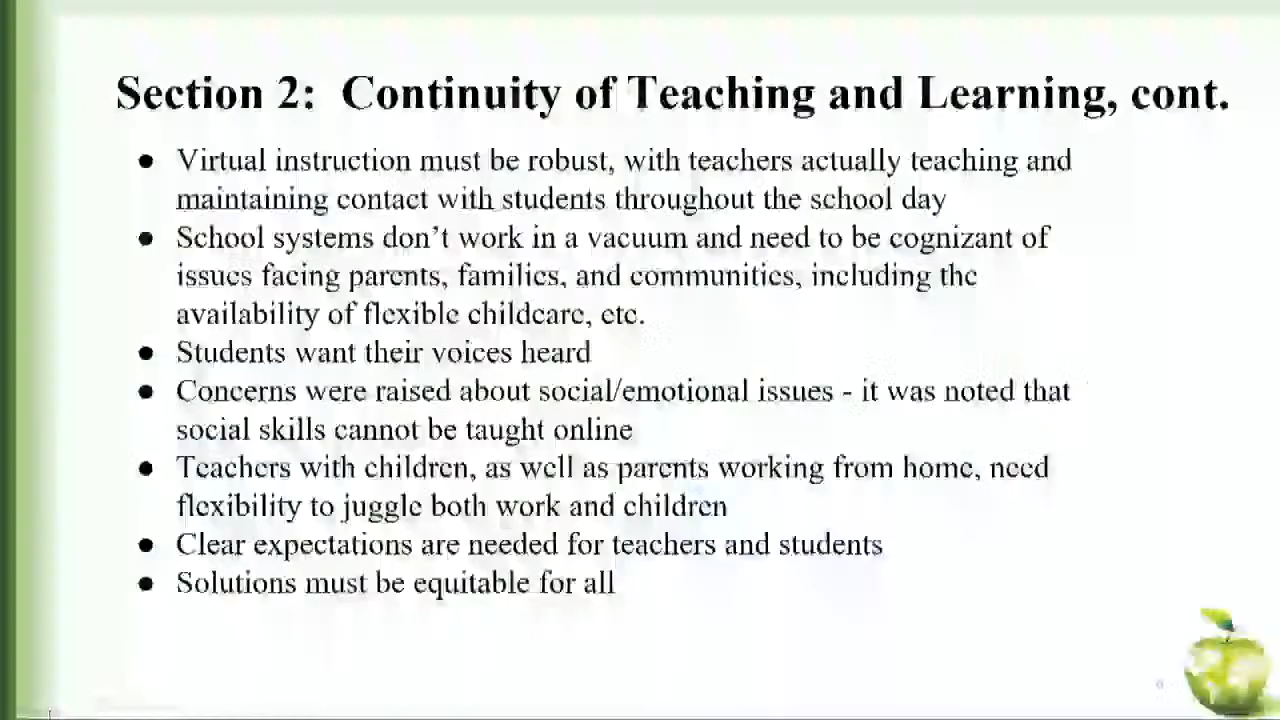 Section 2: Continuity of Teaching and Learning, cont.
● Virtual instruction must be robust, with teachers actually teaching and
maintaining contact with students throughout the school day
● School systems don't work in a vacuum and need to be cognizant of
issues facing parents, families, and communities, including the
availability of flexible childcare, etc.
● Students want their voices heard
● Concerns were raised about social/emotional issues - it was noted that
social skills cannot be taught online
● Teachers with children, as well as parents working from home, need
flexibility to juggle both work and children
● Clear expectations are needed for teachers and students
● Solutions must be equitable for all